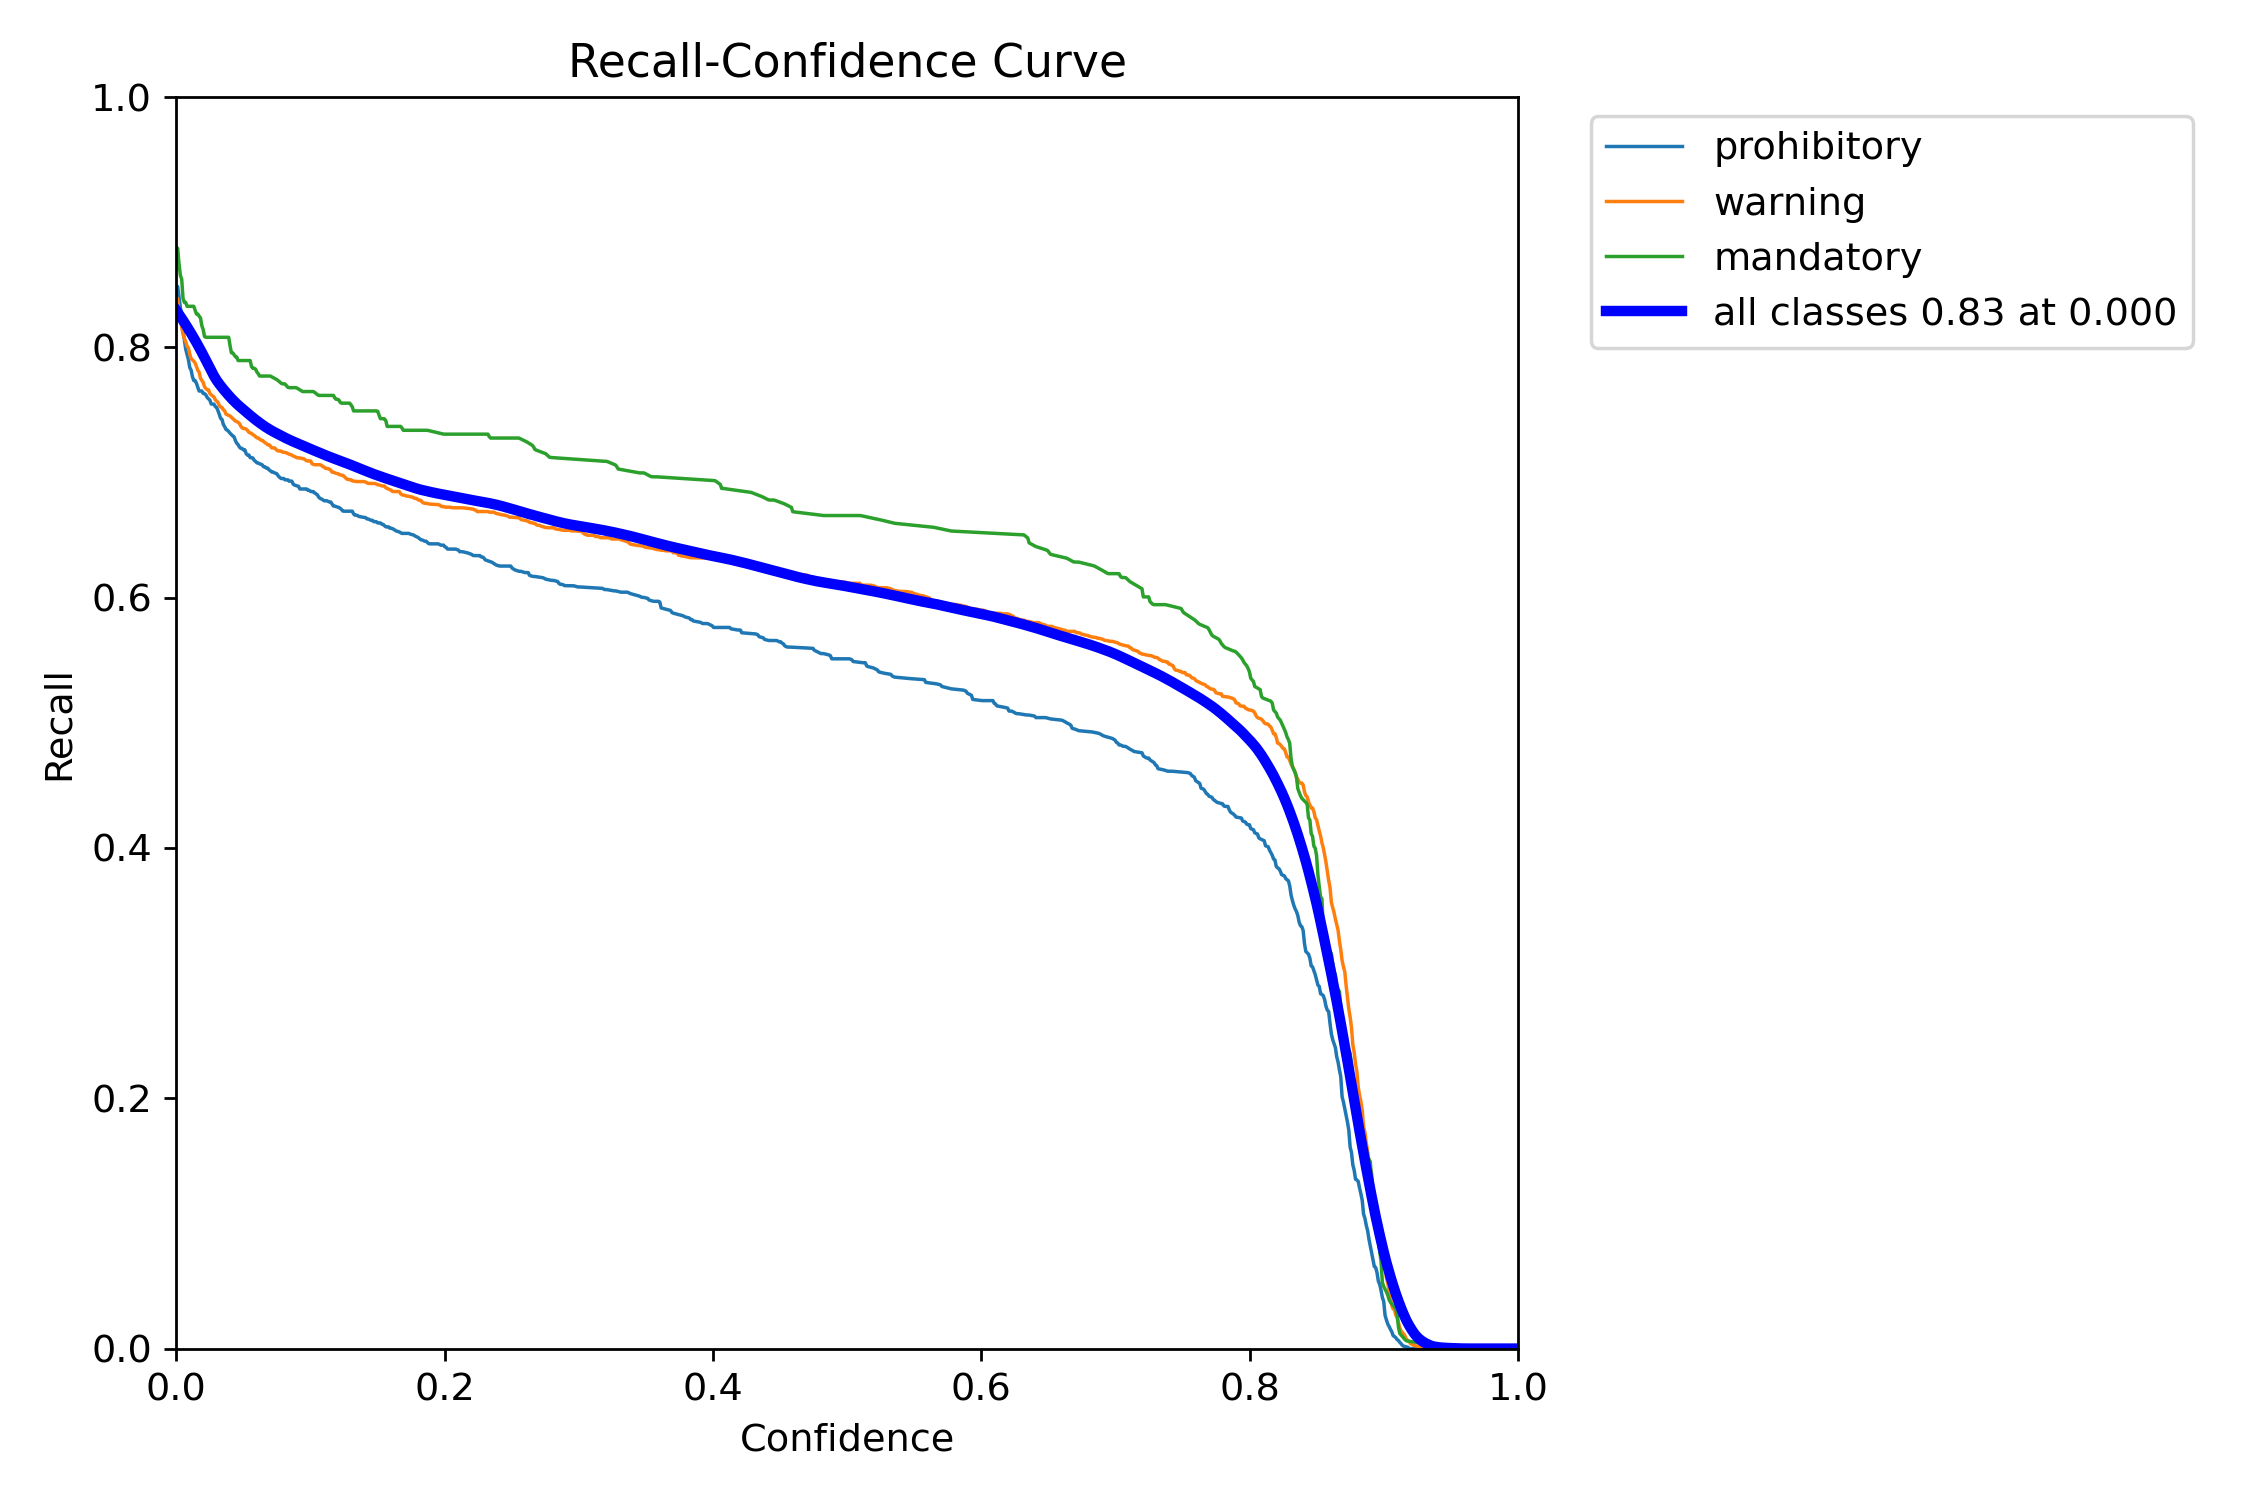 Recall-Confidence Curve
1.0
0.8
0.6
0.4
0.2
0.0
Recall
0.0 0.2 0.4 0.6 0.8 1.0
Confidence
prohibitory
warning
mandatory
all classes 0.83 at 0.000